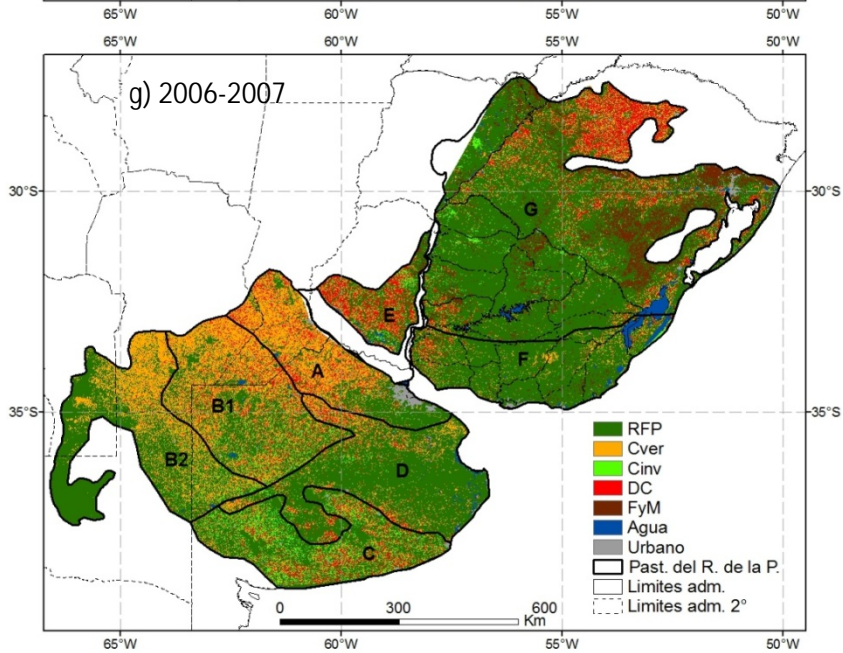 65°W 60°W 55°W 50°W
65°W 60°W 55°W 50°W
g) 2006-2007
30°S 30°S
G
E
F
A
B1
35°S 35°S
B2
D
C
RFP
Cver
Cinv
DC
FyM
Agua
Urbano
Past. del R. de la P.
Limites adm.
Limites adm. 2°
0 300 600
Km
65°W 60°W 55°W 50°W